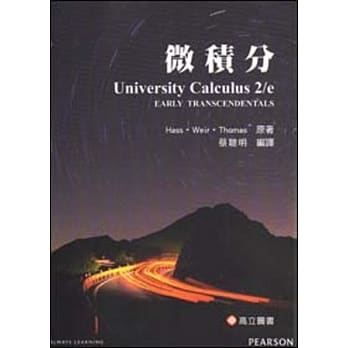 微積分
University Calculus 2/e
EARLY TRANSCENDENTALS
Hass・Weir・Thomas 原著
蔡聰明 編譯
高立圖書
ALWAYS LEARNING
PEARSON